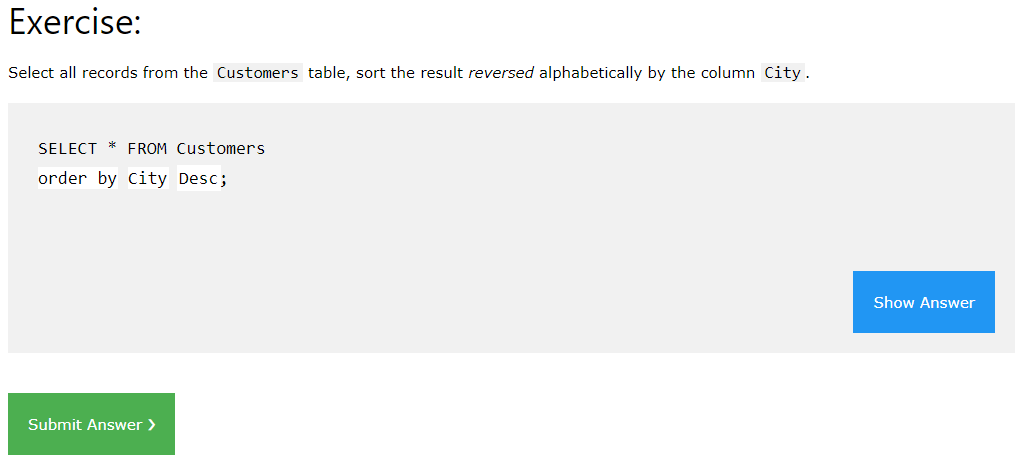 Exercise:
Select all records from the Customers table, sort the result reversed alphabetically by the column City.
SELECT * FROM Customers
order by City Desc;
Show Answer
Submit Answer ❯